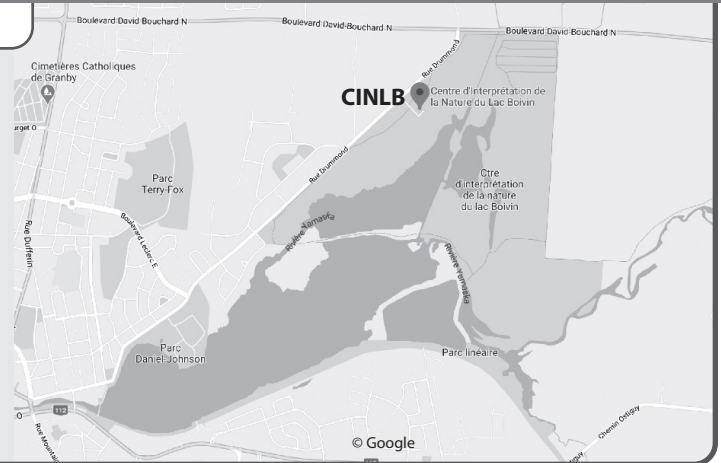 Boulevard David-Bouchard N
Boulevard David-Bouchard N
Boulevard David-Bouchard N
Cimetières Catholiques
de Granby
Rue Drummond
CINLB
Centre d'Interprétation de
la Nature du Lac Boivin
rget O
Parc
Terry-Fox
Rue Drummond
Ctre
d'interprétation
de la nature
du lac Boivin
Rue Dufferin
Boulevard Leclerc E
Rivière Yamaska
Rivière Yamaska
Parc
Daniel-Johnson
Parc linéaire
O
112
Rue Mountain
Chemin Ostiguy
© Google